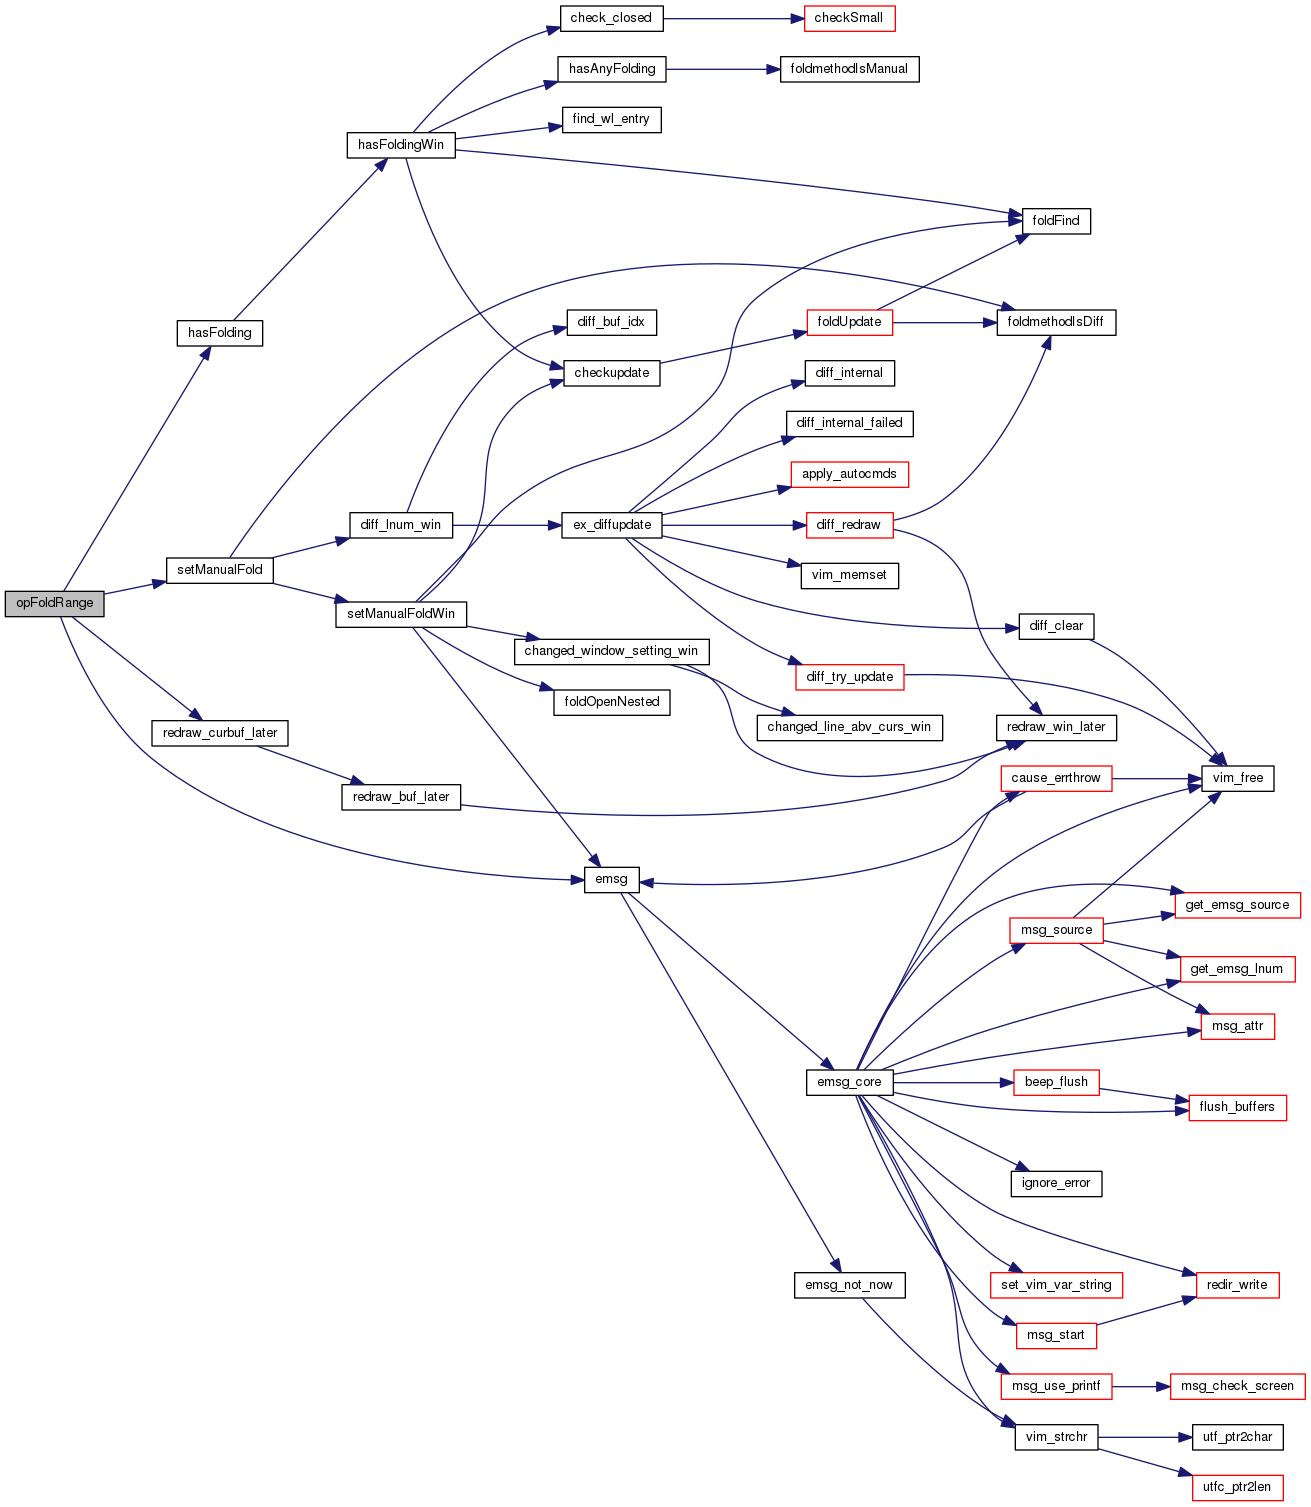 check_closed
checkSmall
hasAnyFolding
foldmethodIsManual
find_wl_entry
hasFoldingWin
foldFind
hasFolding
diff_buf_idx
foldUpdate
foldmethodIsDiff
checkupdate
diff_internal
diff_internal_failed
apply_autocmds
diff_lnum_win
ex_diffupdate
diff_redraw
setManualFold
vim_memset
opFoldRange
setManualFoldWin
diff_clear
changed_window_setting_win
diff_try_update
foldOpenNested
redraw_curbuf_later
changed_line_abv_curs_win
redraw_win_later
redraw_buf_later
cause_errthrow
vim_free
emsg
get_emsg_source
msg_source
get_emsg_lnum
msg_attr
emsg_core
beep_flush
flush_buffers
ignore_error
emsg_not_now
set_vim_var_string
redir_write
msg_start
msg_use_printf
msg_check_screen
vim_strchr
utf_ptr2char
utfc_ptr2len